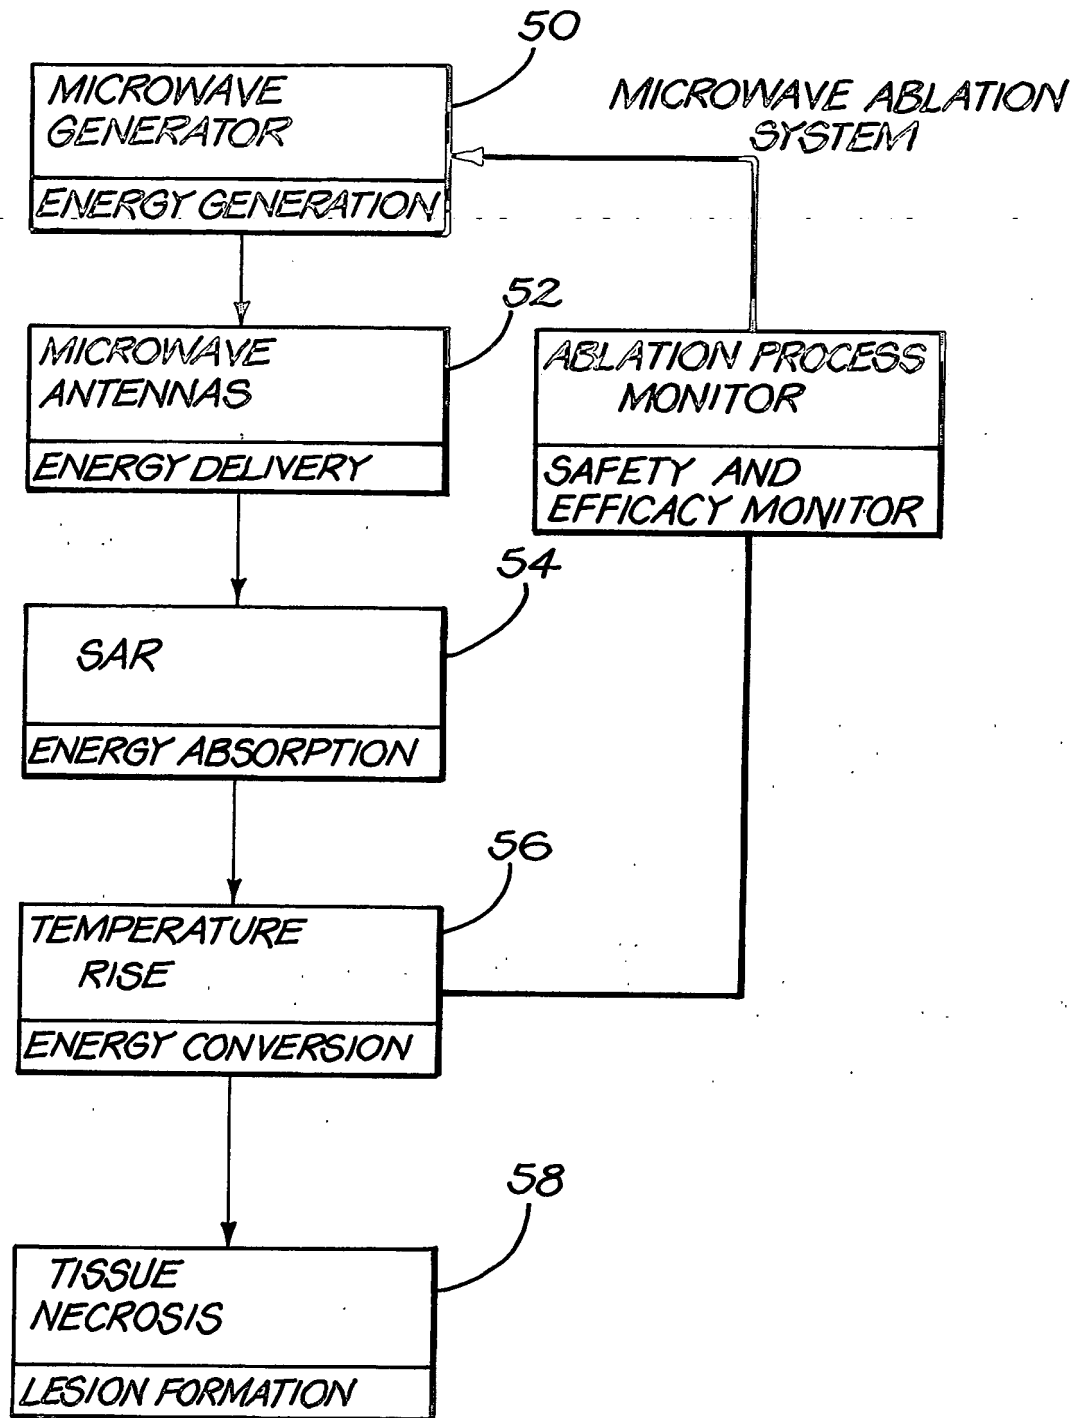 50
MICROWAVE
GENERATOR
ENERGY GENERATION
MICROWAVE ABLATION
SYSTEM
52
MICROWAVE
ANTENNAS
ENERGY DELIVERY
ABLATION PROCESS
MONITOR
SAFETY AND
EFFICACY MONITOR
54
SAR
ENERGY ABSORPTION
56
TEMPERATURE
RISE
ENERGY CONVERSION
58
TISSUE
NECROSIS
LESION FORMATION